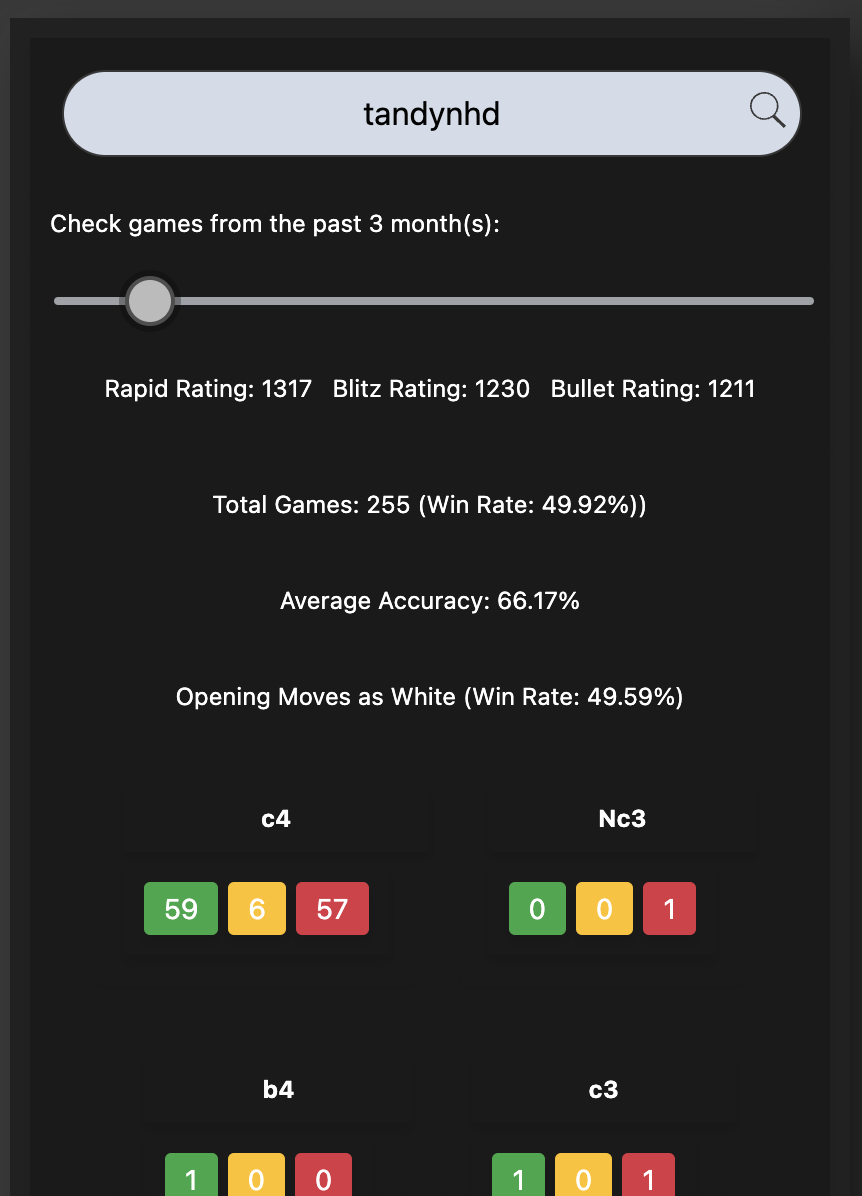 tandynhd
Check games from the past 3 month(s):
Rapid Rating: 1317 Blitz Rating: 1230 Bullet Rating: 1211
Total Games: 255 (Win Rate: 49.92%))
Average Accuracy: 66.17%
Opening Moves as White (Win Rate: 49.59%)
c4 Nc3
59 6 57 0 0 1
b4 c3
1 0 0 1 0 1